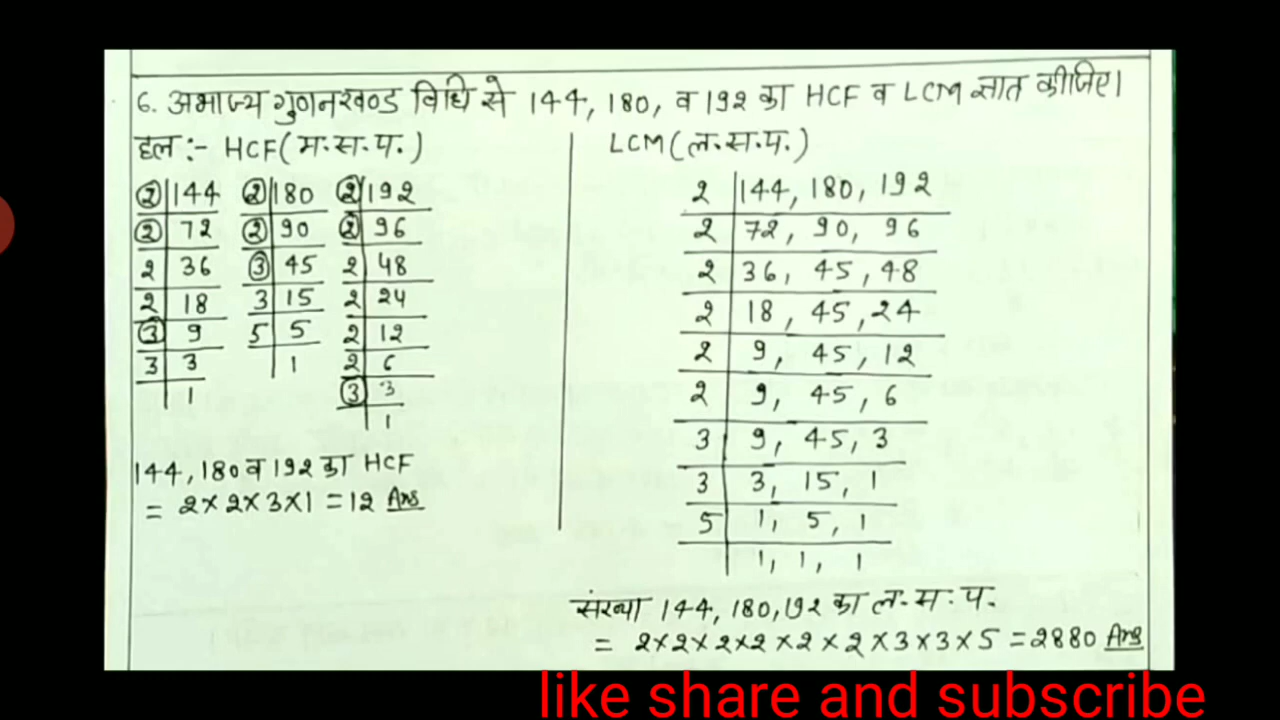 6. अभाज्य गुणनखण्ड विधि से 144, 180, व 192 का HCF व LCM ज्ञात कीजिए।
हल :- HCF( म.स.प.)
2 | 144
2 | 72
2 | 36
2 | 18
3 | 9
3 | 3
| 1
2 | 180
2 | 90
3 | 45
3 | 15
5 | 5
| 1
2 | 192
2 | 96
2 | 48
2 | 24
2 | 12
2 | 6
3 | 3
| 1
144, 180 व 192 का HCF
= 2×2×3×1 = 12 Ans
LCM (ल.स.प.)
2 | 144, 180, 192
2 | 72, 90, 96
2 | 36, 45, 48
2 | 18, 45, 24
2 | 9, 45, 12
2 | 9, 45, 6
3 | 9, 45, 3
3 | 3, 15, 1
5 | 1, 5, 1
| 1, 1, 1
संख्या 144, 180, 192 का ल.स.प.
= 2×2×2×2×2×2×3×3×5 = 2880 Ans
like share and subscribe